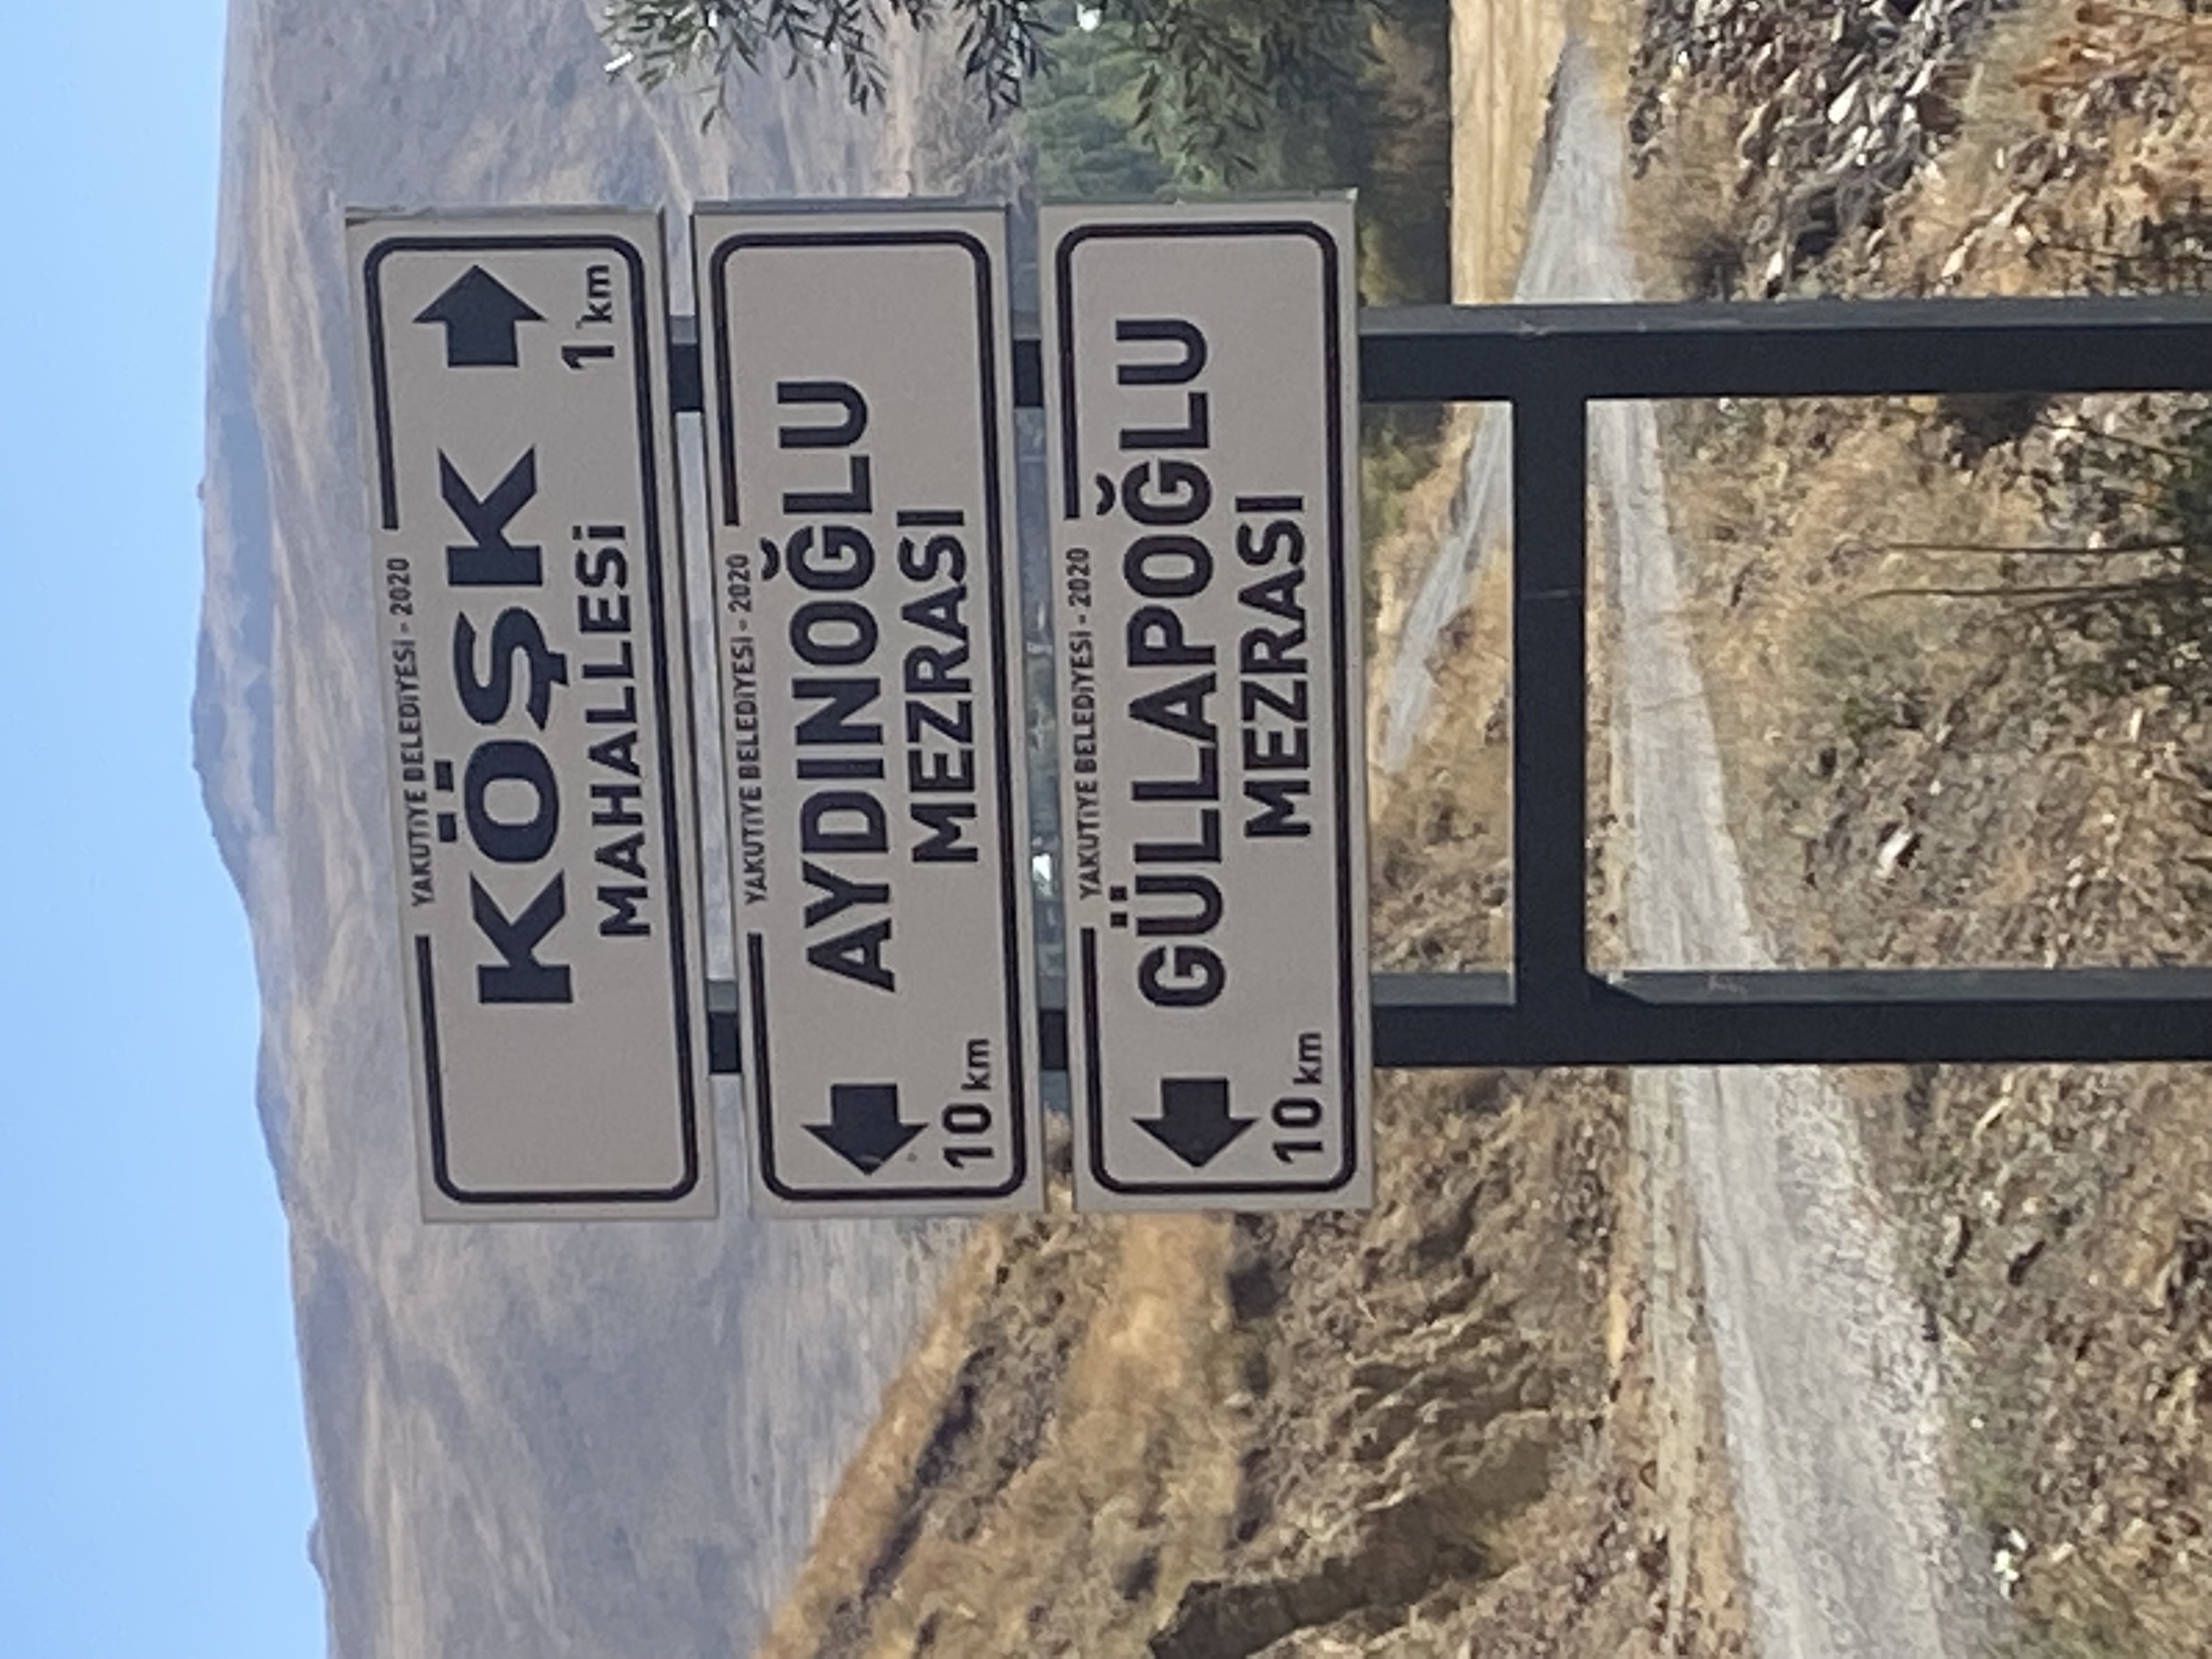 YAKUTİYE BELEDİYESİ - 2020
KÖŞK
MAHALLESİ
1 km
YAKUTİYE BELEDİYESİ - 2020
AYDINOĞLU
MEZRASI
10 km
YAKUTİYE BELEDİYESİ - 2020
GÜLLAPOĞLU
MEZRASI
10 km